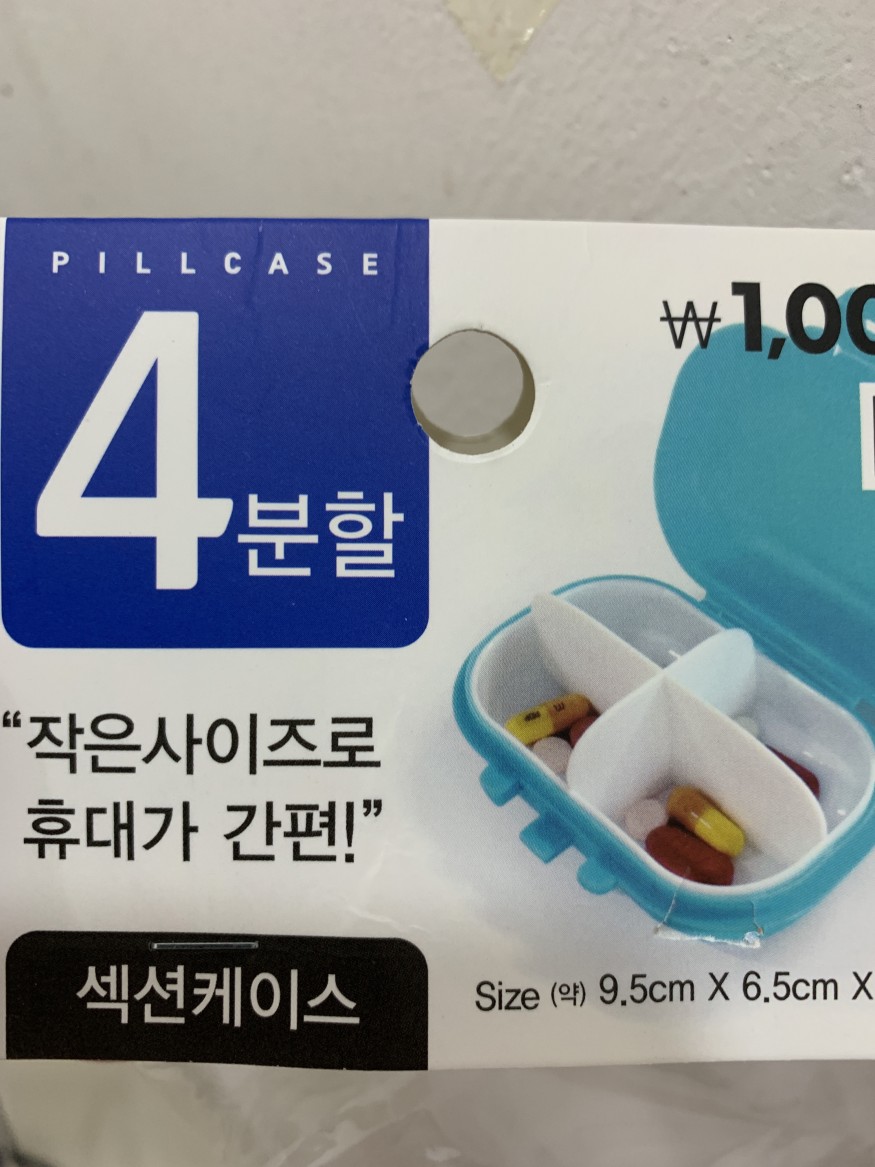 PILLCASE
4분할
₩1,00
"작은사이즈로
휴대가 간편!"
섹션케이스
Size (약) 9.5cm X 6.5cm X